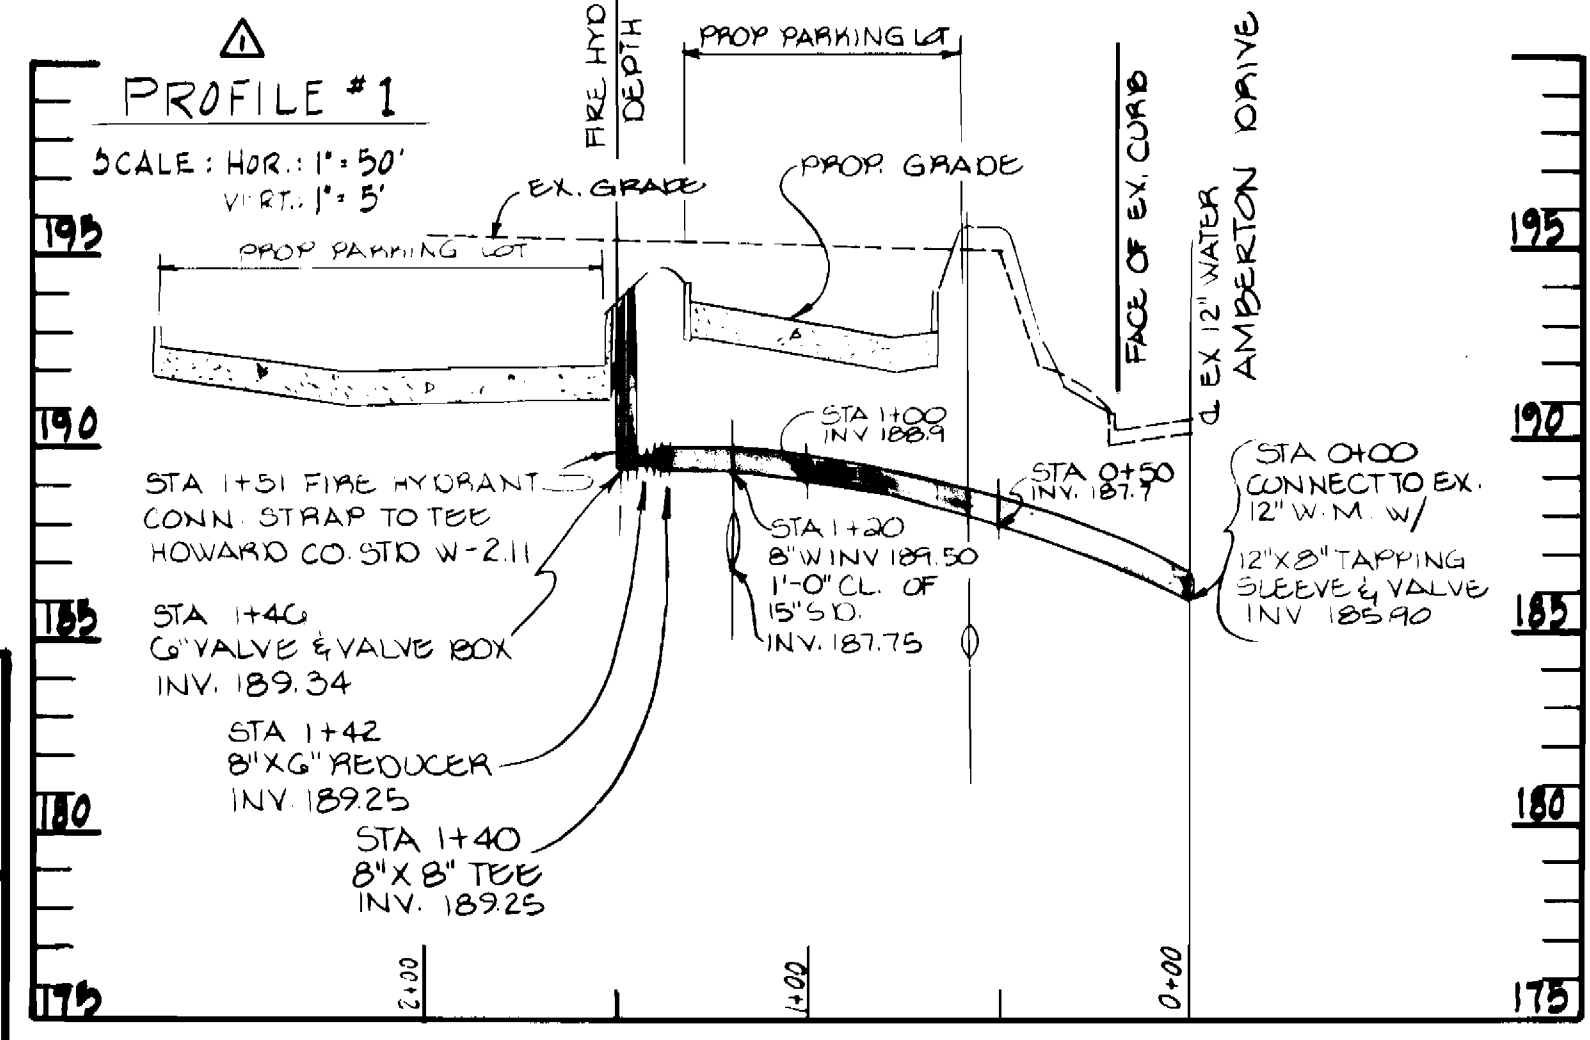 1
PROFILE #1
SCALE: HOR.: 1"=50'
VERT.: 1"=5'
FIRE HYD
DEPTH
PROP PARKING LOT
EX. GRADE
PROP. GRADE
PROP PARKING LOT
FACE OF EX. CURB
℄ EX 12" WATER
AMBERTON DRIVE
195
195
190
190
185
185
180
180
175
175
STA 1+00
INV 188.9
STA 0+50
INV. 187.7
STA 0+00
CONNECT TO EX.
12" W.M. W/
12"X8" TAPPING
SLEEVE & VALVE
INV 185.90
STA 1+20
8" W INV 189.50
1'-0" CL. OF
15" S.D.
INV. 187.75
STA 1+51 FIRE HYDRANT
CONN. STRAP TO TEE
HOWARD CO. STD W-2.11
STA 1+46
6" VALVE & VALVE BOX
INV. 189.34
STA 1+42
8"X6" REDUCER
INV. 189.25
STA 1+40
8"X8" TEE
INV. 189.25
2+00
1+00
0+00